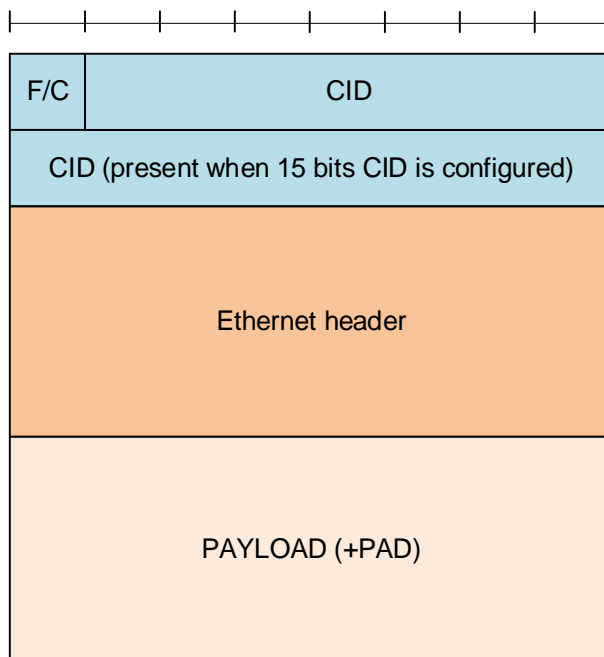 F/C CID
CID (present when 15 bits CID is configured)
Ethernet header
PAYLOAD (+PAD)